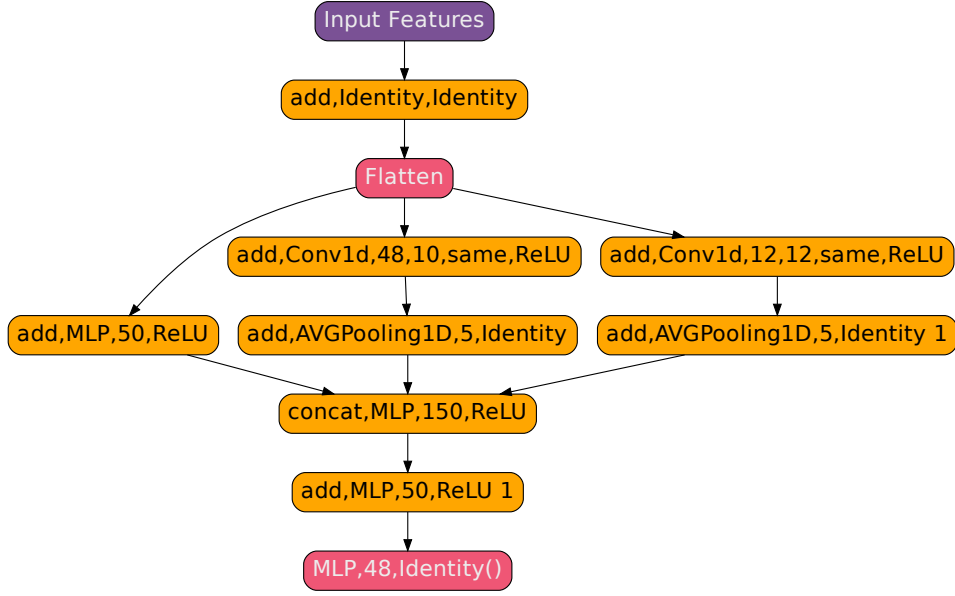 Input Features
add,Identity,Identity
Flatten
add,Conv1d,48,10,same,ReLU
add,Conv1d,12,12,same,ReLU
add,MLP,50,ReLU
add,AVGPooling1D,5,Identity
add,AVGPooling1D,5,Identity 1
concat,MLP,150,ReLU
add,MLP,50,ReLU 1
MLP,48,Identity()